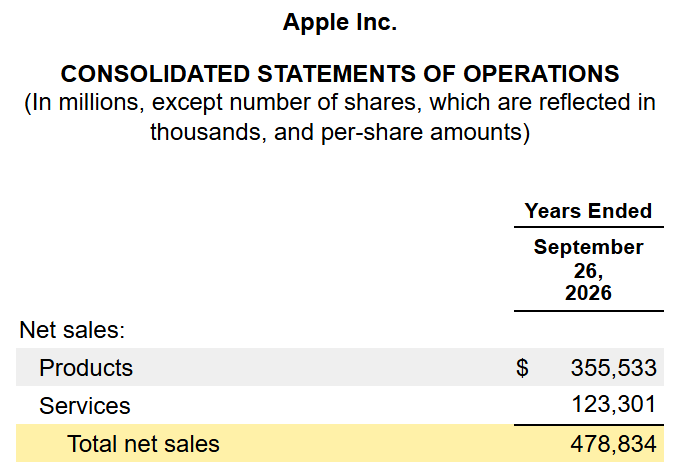 Apple Inc.
CONSOLIDATED STATEMENTS OF OPERATIONS
(In millions, except number of shares, which are reflected in
thousands, and per-share amounts)
Years Ended
September
26,
2026
Net sales:
Products $ 355,533
Services 123,301
Total net sales 478,834